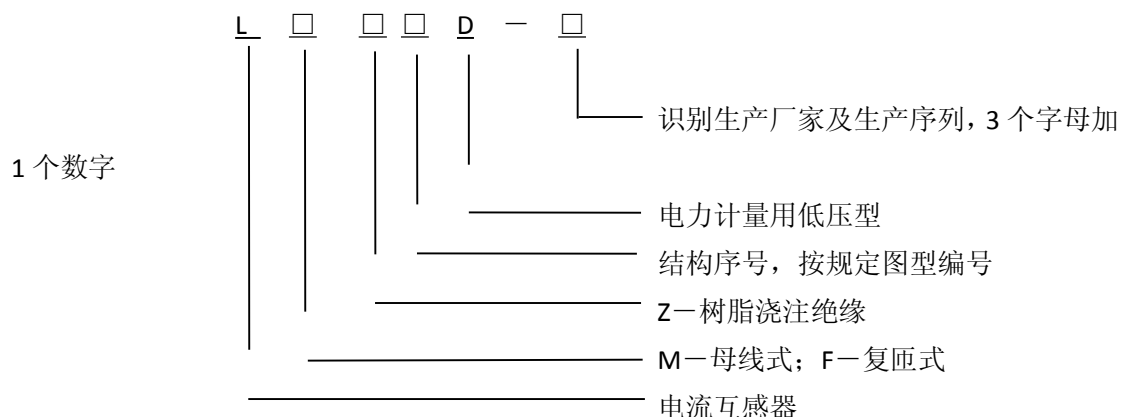 L □ □ □ D － □
识别生产厂家及生产序列，3 个字母加
1 个数字
电力计量用低压型
结构序号，按规定图型编号
Z－树脂浇注绝缘
M－母线式；F－复匝式
电流互感器